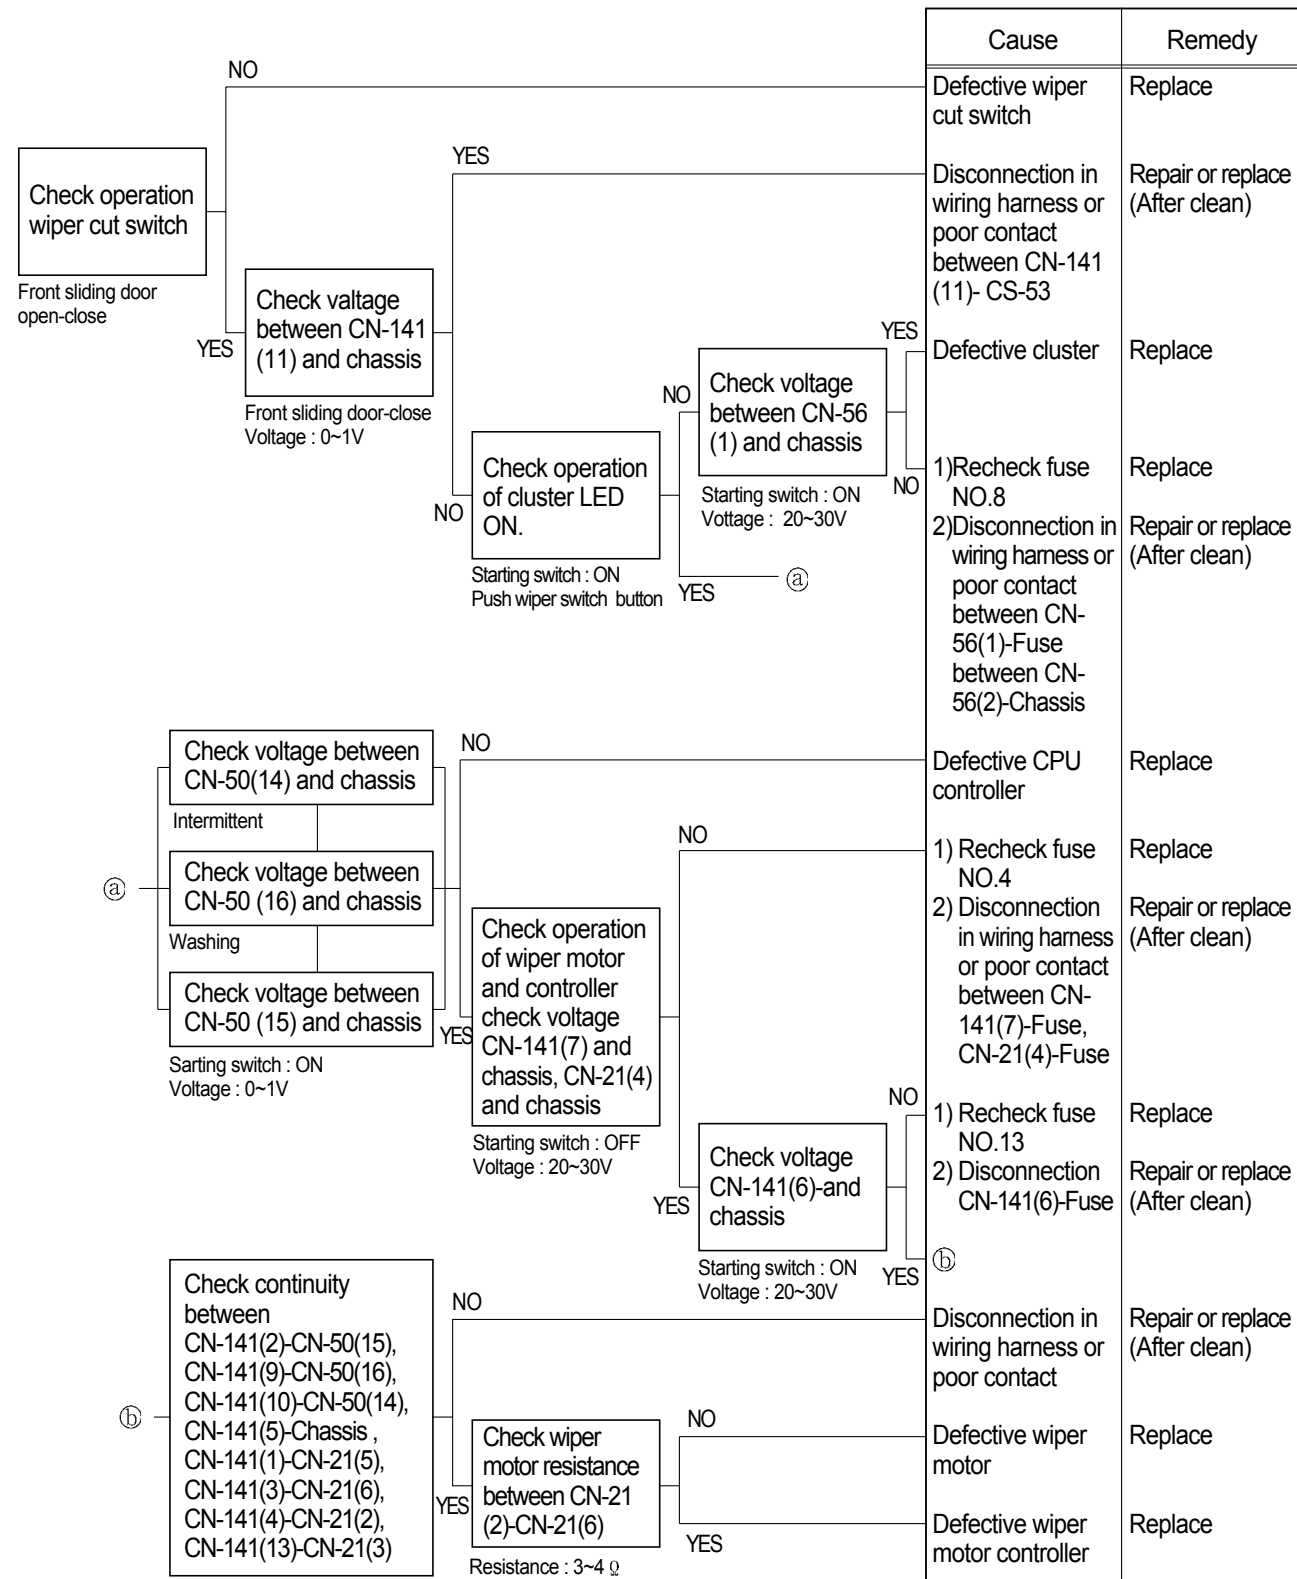 Cause
Remedy
NO
Defective wiper
cut switch
Replace
Check operation
wiper cut switch
Front sliding door
open-close
YES
Disconnection in
wiring harness or
poor contact
between CN-141
(11)- CS-53
Repair or replace
(After clean)
YES
Check valtage
between CN-141
(11) and chassis
Front sliding door-close
Voltage : 0~1V
NO
Check operation
of cluster LED
ON.
Starting switch : ON
Push wiper switch button
NO
Check voltage
between CN-56
(1) and chassis
Starting switch : ON
Vottage : 20~30V
YES
Defective cluster
Replace
NO
1)Recheck fuse
NO.8
Replace
2)Disconnection in
wiring harness or
poor contact
between CN-
56(1)-Fuse
between CN-
56(2)-Chassis
Repair or replace
(After clean)
YES
ⓐ
ⓐ
Check voltage between
CN-50(14) and chassis
Intermittent
Check voltage between
CN-50 (16) and chassis
Washing
Check voltage between
CN-50 (15) and chassis
Sarting switch : ON
Voltage : 0~1V
NO
Defective CPU
controller
Replace
YES
Check operation
of wiper motor
and controller
check voltage
CN-141(7) and
chassis, CN-21(4)
and chassis
Starting switch : OFF
Voltage : 20~30V
NO
1) Recheck fuse
NO.4
Replace
2) Disconnection
in wiring harness
or poor contact
between CN-
141(7)-Fuse,
CN-21(4)-Fuse
Repair or replace
(After clean)
YES
Check voltage
CN-141(6)-and
chassis
Starting switch : ON
Voltage : 20~30V
NO
1) Recheck fuse
NO.13
Replace
2) Disconnection
CN-141(6)-Fuse
Repair or replace
(After clean)
YES
ⓑ
ⓑ
Check continuity
between
CN-141(2)-CN-50(15),
CN-141(9)-CN-50(16),
CN-141(10)-CN-50(14),
CN-141(5)-Chassis ,
CN-141(1)-CN-21(5),
CN-141(3)-CN-21(6),
CN-141(4)-CN-21(2),
CN-141(13)-CN-21(3)
NO
Disconnection in
wiring harness or
poor contact
Repair or replace
(After clean)
YES
Check wiper
motor resistance
between CN-21
(2)-CN-21(6)
Resistance : 3~4 Ω
NO
Defective wiper
motor
Replace
YES
Defective wiper
motor controller
Replace